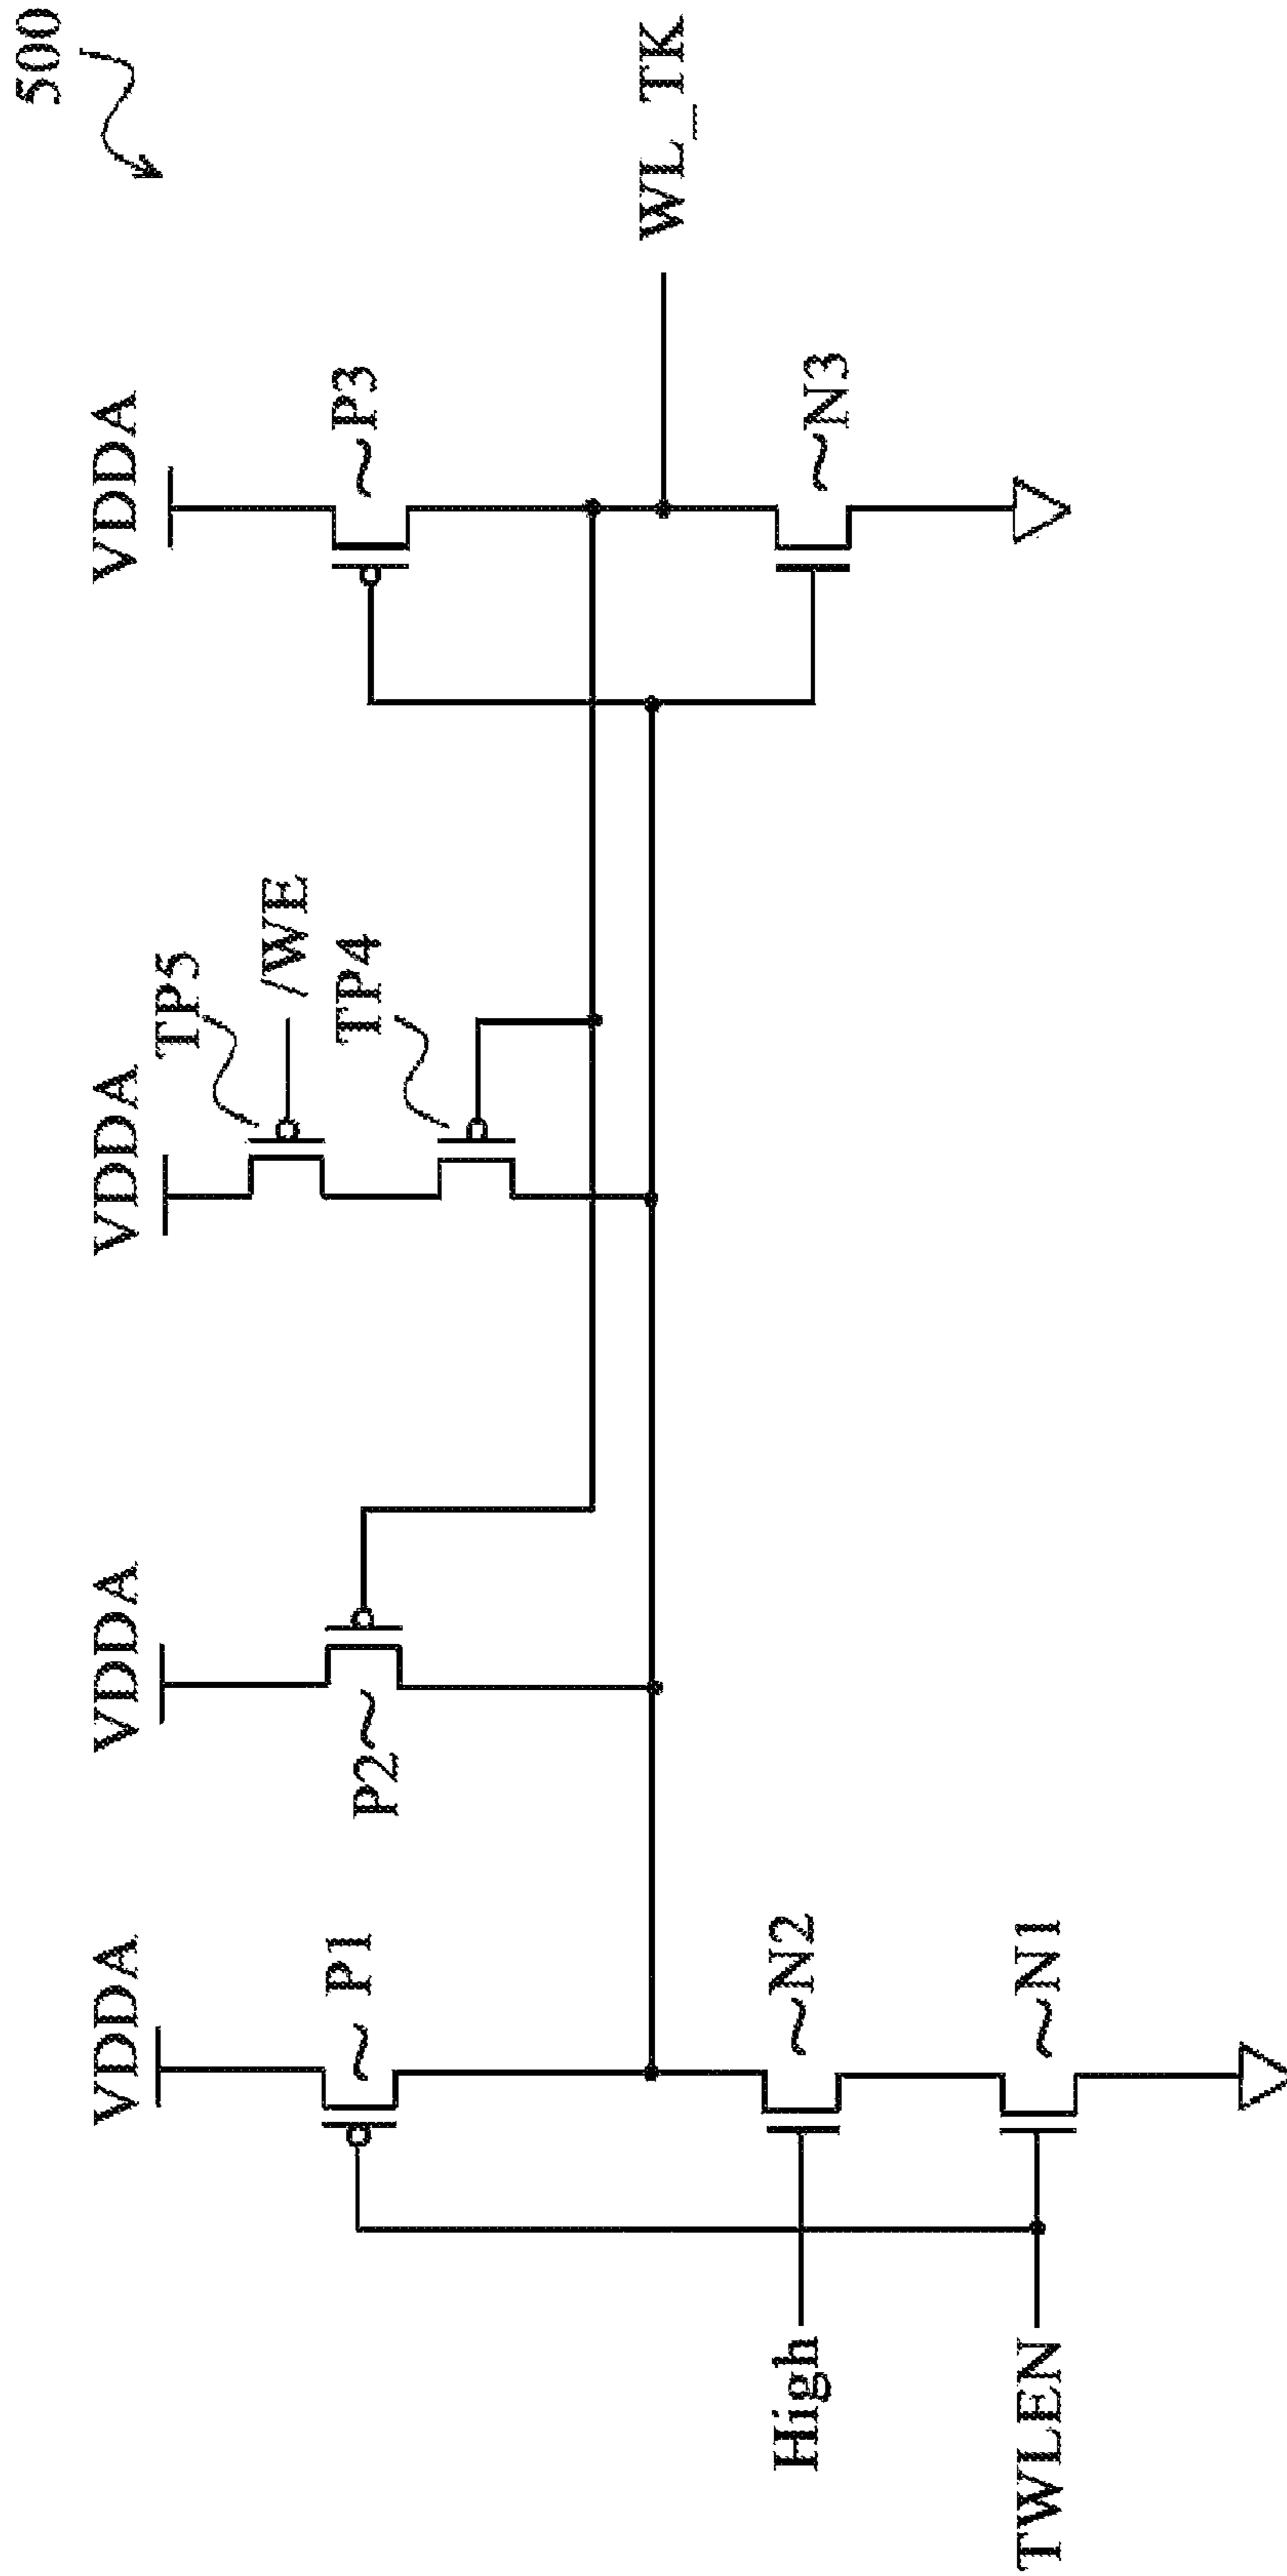 500
VDDA
VDDA
VDDA
VDDA
TP5
/WE
P1
P2
TP4
P3
WL_TK
High
N2
N3
TWLEN
N1